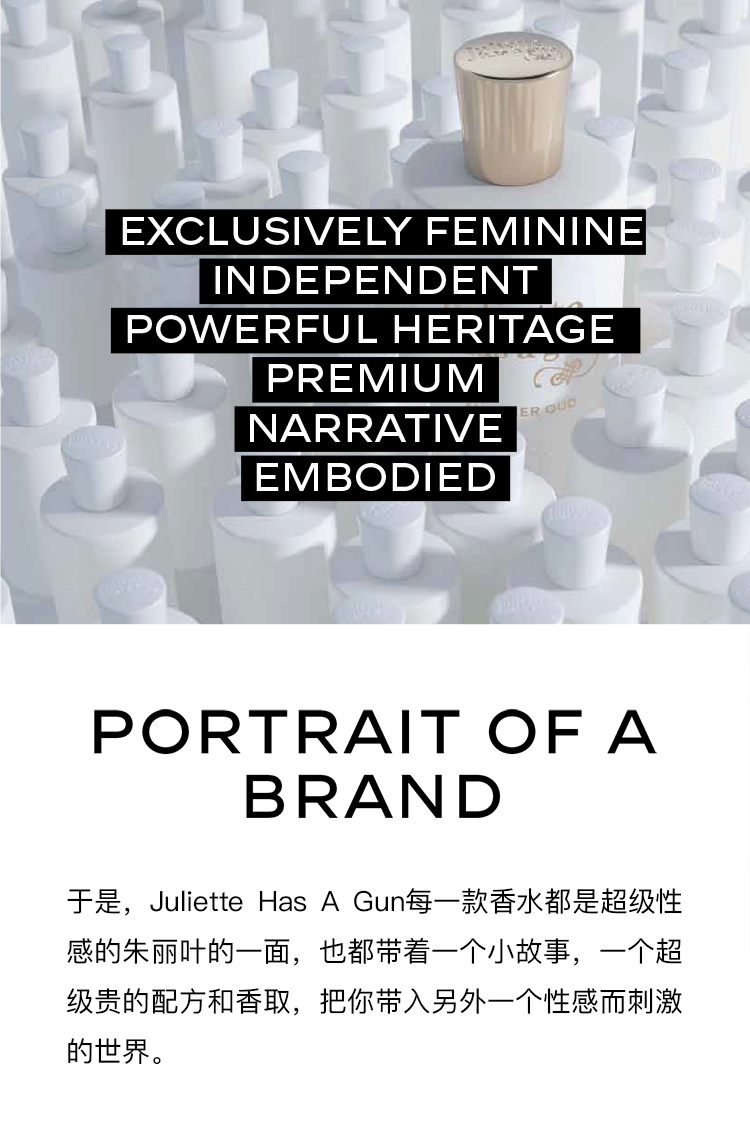 EXCLUSIVELY FEMININE
INDEPENDENT
POWERFUL HERITAGE
PREMIUM
NARRATIVE
EMBODIED
OUD
PORTRAIT OF A
BRAND
于是，Juliette Has A Gun每一款香水都是超级性
感的朱丽叶的一面，也都带着一个小故事，一个超
级贵的配方和香取，把你带入另外一个性感而刺激
的世界。